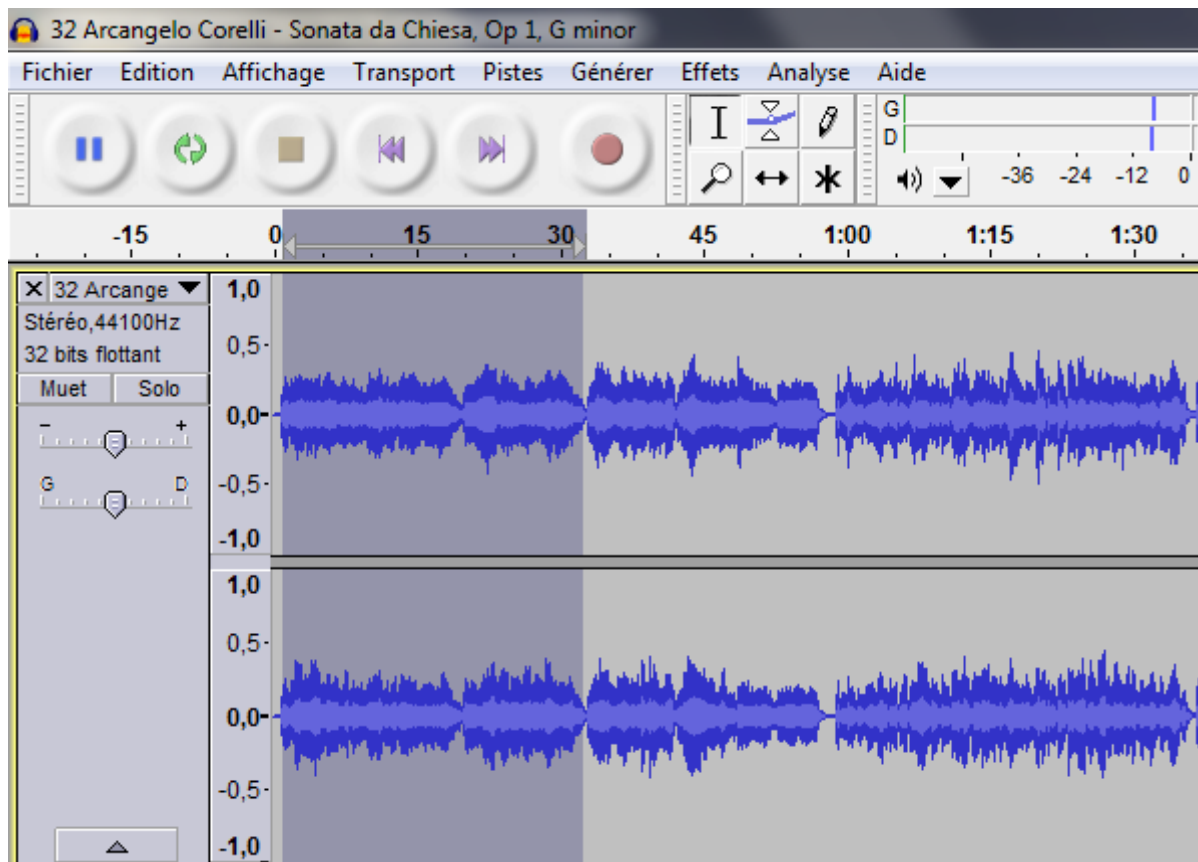 32 Arcangelo Corelli - Sonata da Chiesa, Op 1, G minor
Fichier Edition Affichage Transport Pistes Générer Effets Analyse Aide
G
D
-36 -24 -12 0
-15 0 15 30 45 1:00 1:15 1:30
32 Arcange
Stéréo,44100Hz
32 bits flottant
Muet Solo
- +
G D
1,0
0,5-
0,0-
-0,5-
-1,0
1,0
0,5-
0,0-
-0,5-
-1,0